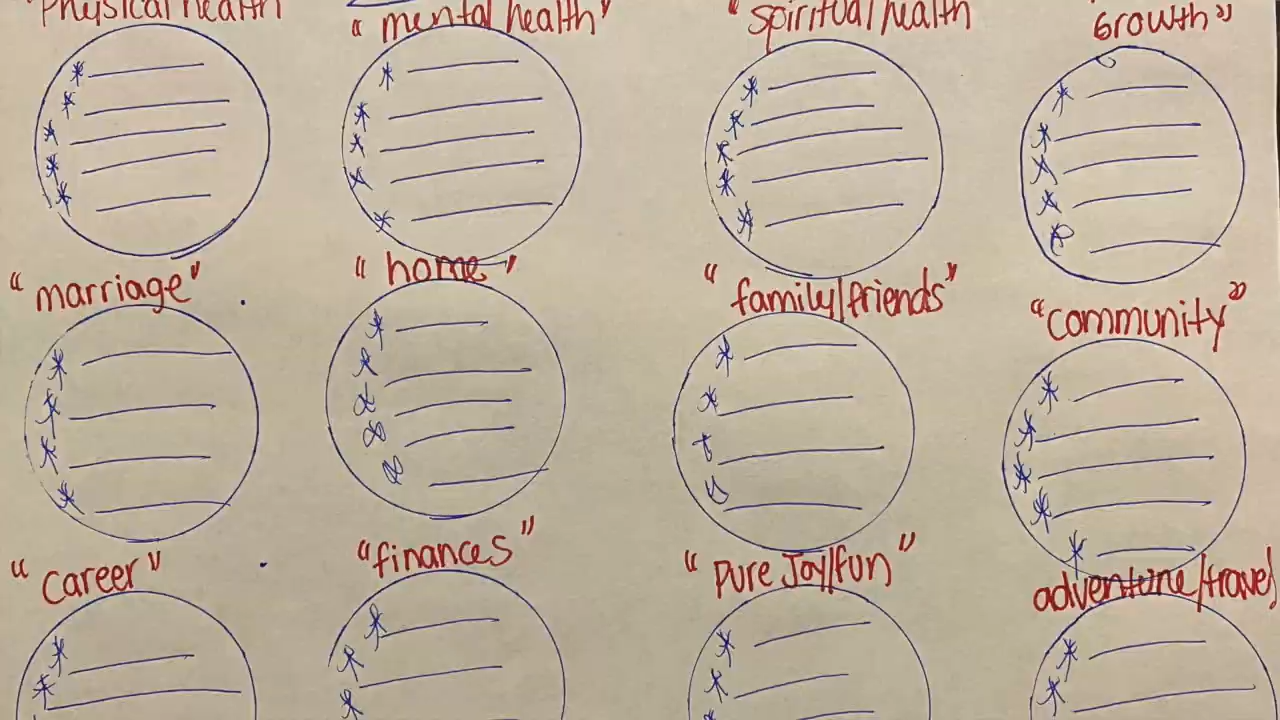 "Physical health
"mental health"
"spiritual health
Growth"
"marriage"
"home"
"family/friends"
"community"
"career"
"finances"
"Pure Joy/fun"
adventure/travel